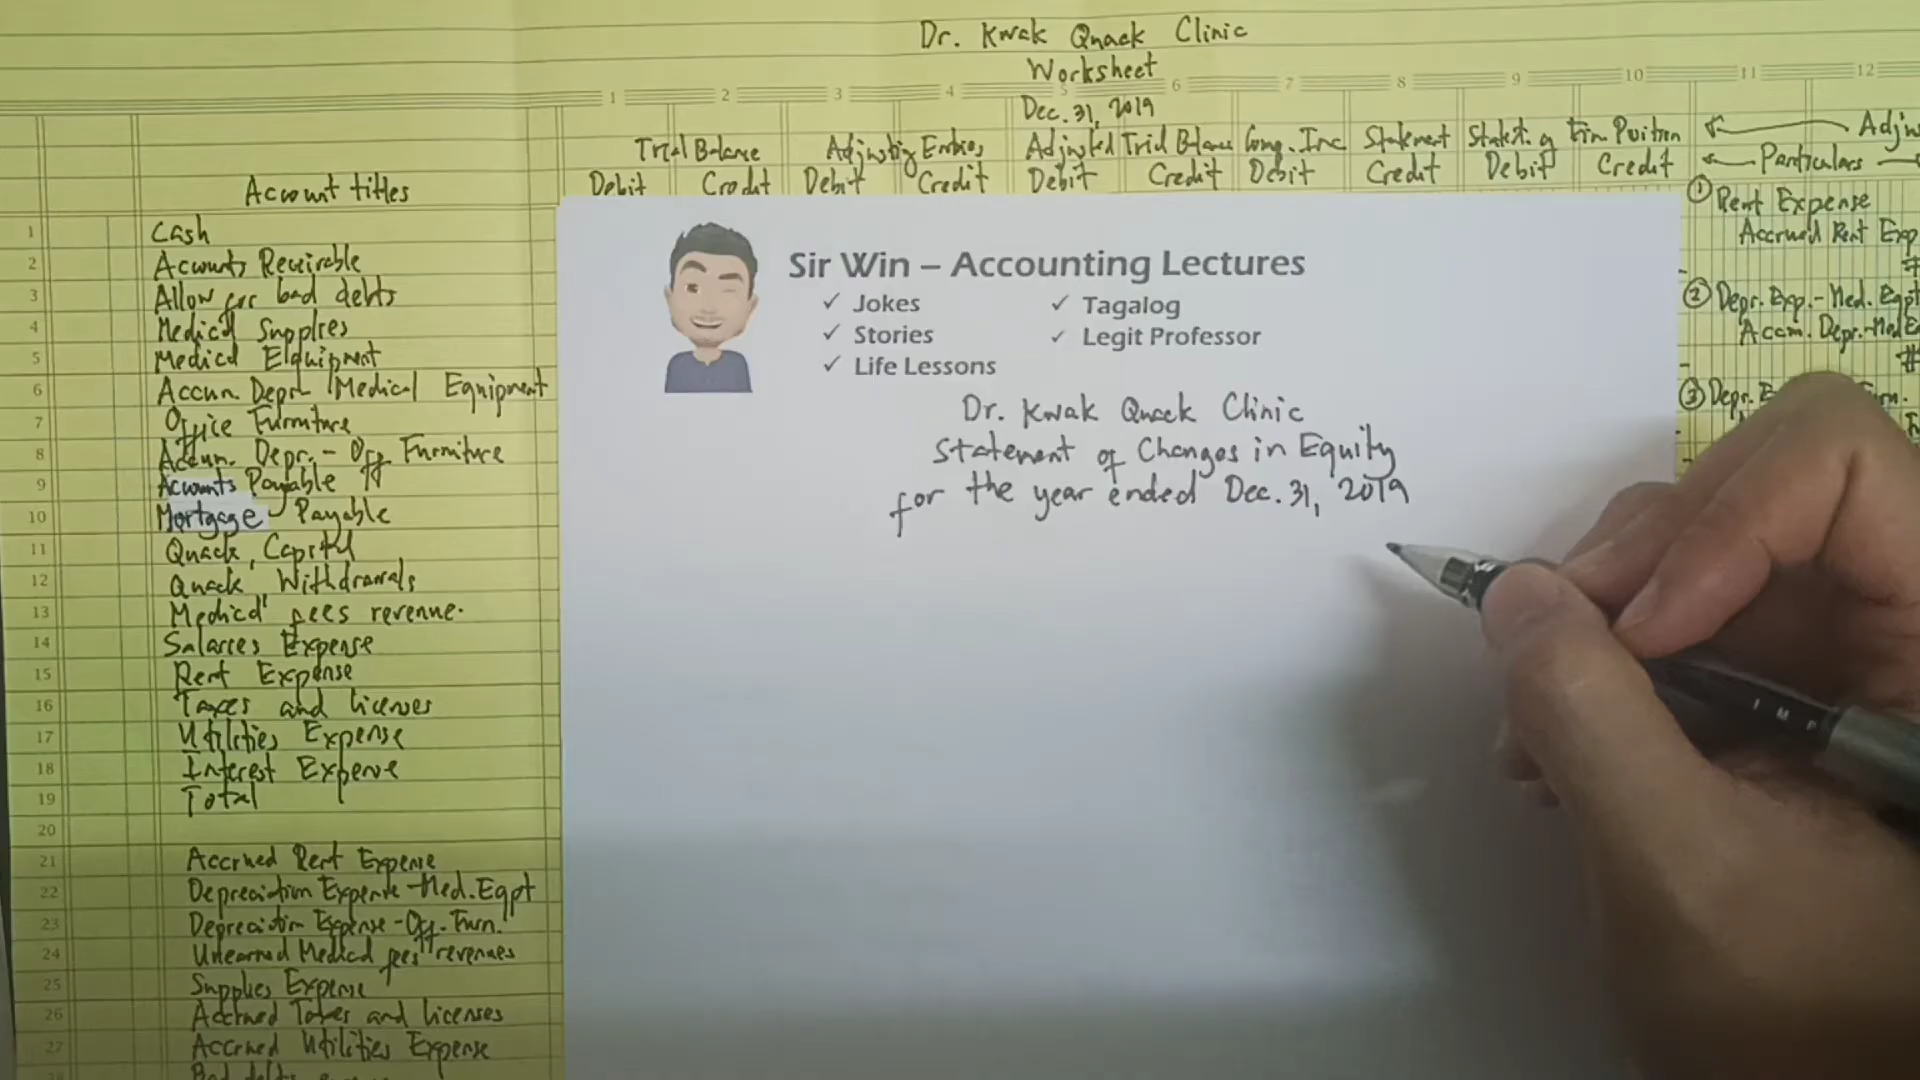 Dr. Kwak Quack Clinic
Worksheet
Dec. 31, 2019
1 2 3 4 5 6 7 8 9 10 11 12
Trial Balance Adjusting Entries Adjusted Trial Balance Comp. Inc Statement Statemt. of Fin. Position Adju
Account titles Debit Credit Debit Credit Debit Credit Debit Credit Debit Credit Particulars
1 Cash
2 Accounts Receivable
3 Allow for bad debts
4 Medical Supplies
5 Medical Equipment
6 Accum. Depr. Medical Equipment
7 Office Furniture
8 Accum. Depr. - Off. Furniture
9 Accounts Payable
10 Mortgage Payable
11 Quack, Capital
12 Quack, Withdrawals
13 Medical fees revenue.
14 Salaries Expense
15 Rent Expense
16 Taxes and licenses
17 Utilities Expense
18 Interest Expense
19 Total
20
21 Accrued Rent Expense
22 Depreciation Expense - Med. Eqpt
23 Depreciation Expense - Off. Furn.
24 Unearned Medical fees revenues
25 Supplies Expense
26 Accrued Taxes and licenses
27 Accrued Utilities Expense
Sir Win – Accounting Lectures
✓ Jokes ✓ Tagalog
✓ Stories ✓ Legit Professor
✓ Life Lessons
Dr. Kwak Quack Clinic
Statement of Changes in Equity
for the year ended Dec. 31, 2019
① Rent Expense
Accrued Rent Exp
#
② Depr. Exp. - Med. Eqpt
Accum. Depr. - Med E
#
③ Depr. E urn.
IMP